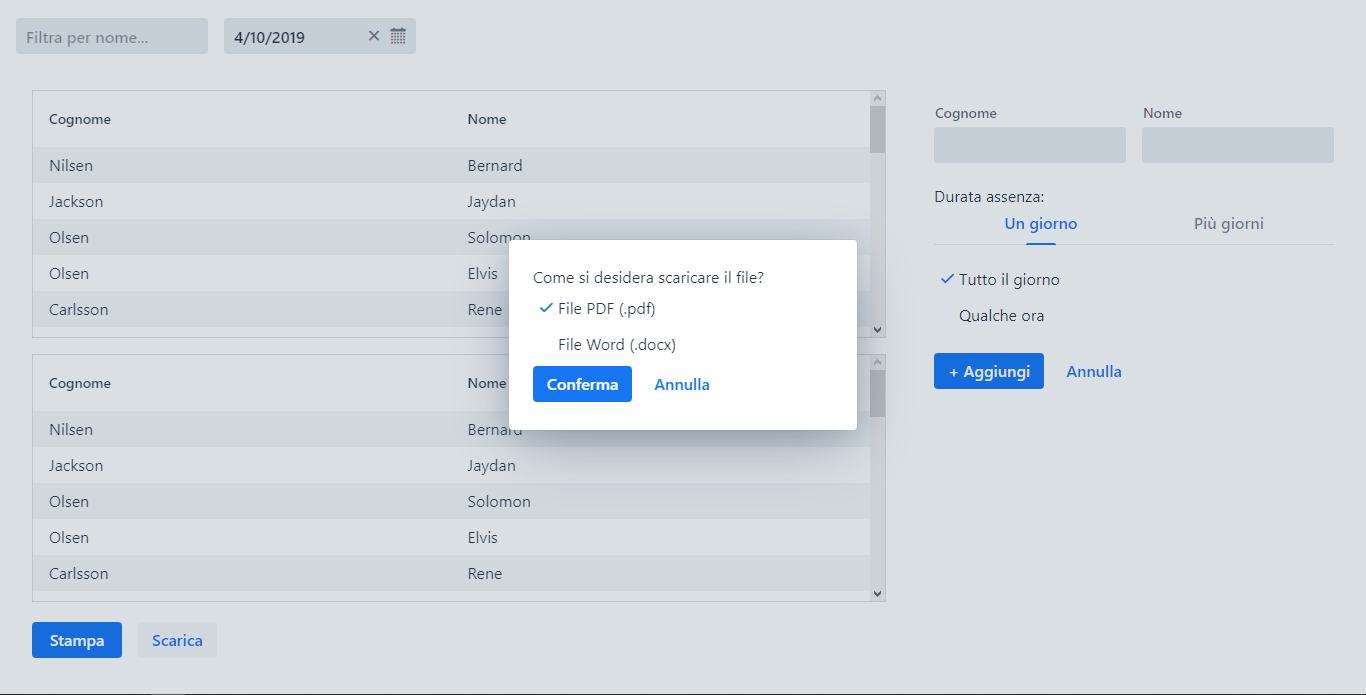 Filtra per nome...
4/10/2019
Cognome Nome
Nilsen Bernard
Jackson Jaydan
Olsen Solomon
Olsen Elvis
Carlsson Rene
Cognome Nome
Nilsen Bernard
Jackson Jaydan
Olsen Solomon
Olsen Elvis
Carlsson Rene
Stampa Scarica
Come si desidera scaricare il file?
File PDF (.pdf)
File Word (.docx)
Conferma Annulla
Cognome Nome
Durata assenza:
Un giorno Più giorni
Tutto il giorno
Qualche ora
+ Aggiungi Annulla